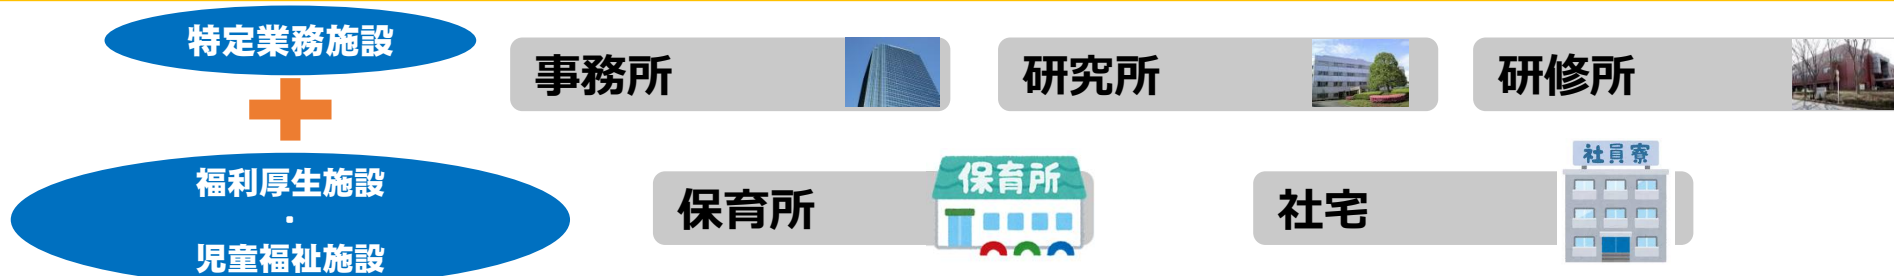 特定業務施設
事務所
研究所
研修所
福利厚生施設
・
児童福祉施設
保育所
保育所
社宅
社員寮